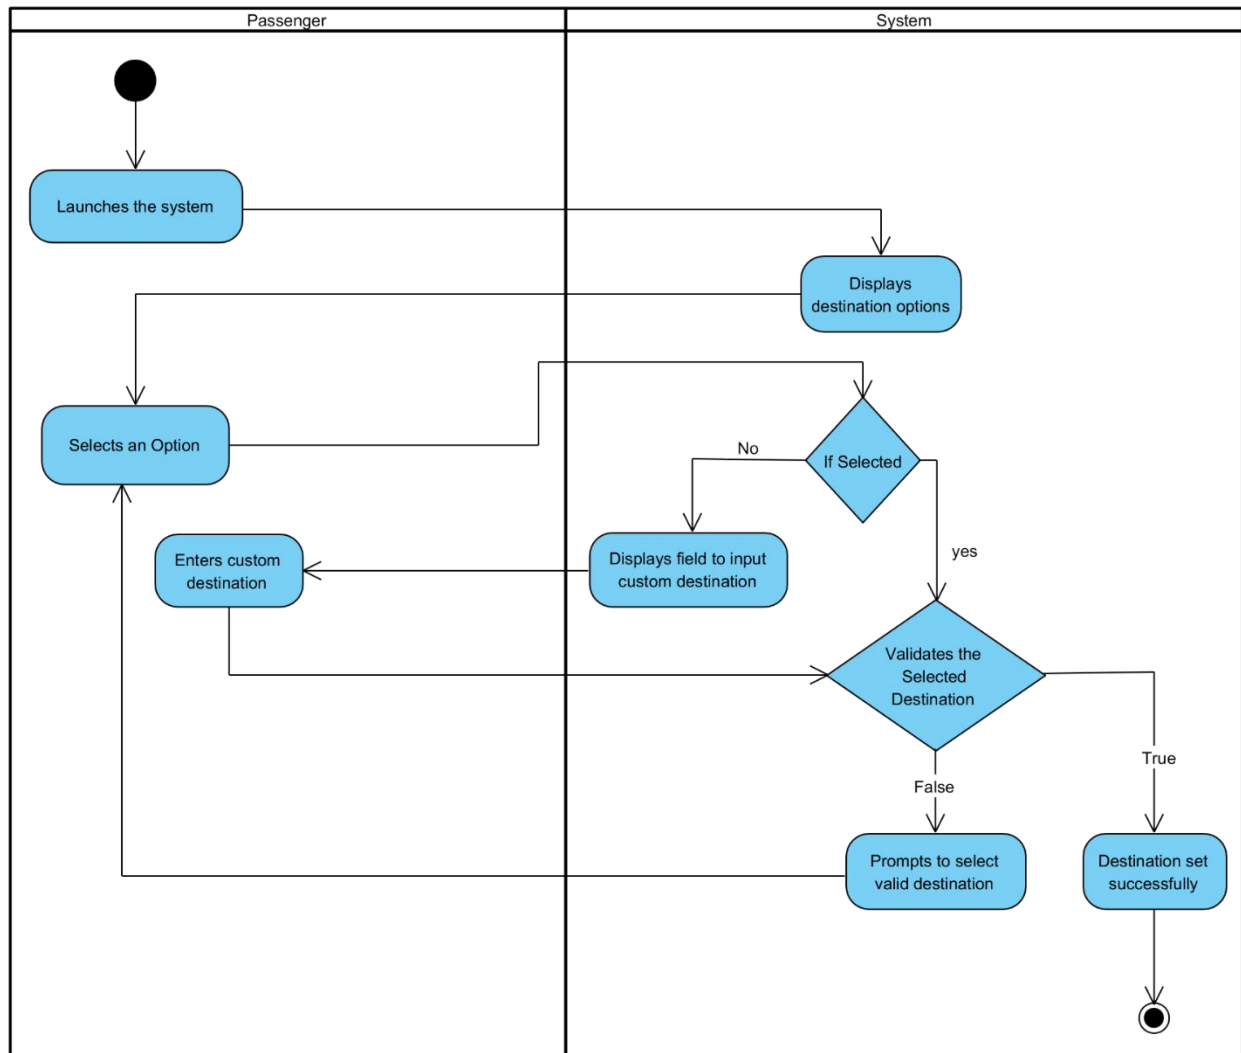 Passenger
System
Launches the system
Displays
destination options
Selects an Option
No
If Selected
Enters custom
destination
Displays field to input
custom destination
yes
Validates the
Selected
Destination
True
False
Prompts to select
valid destination
Destination set
successfully